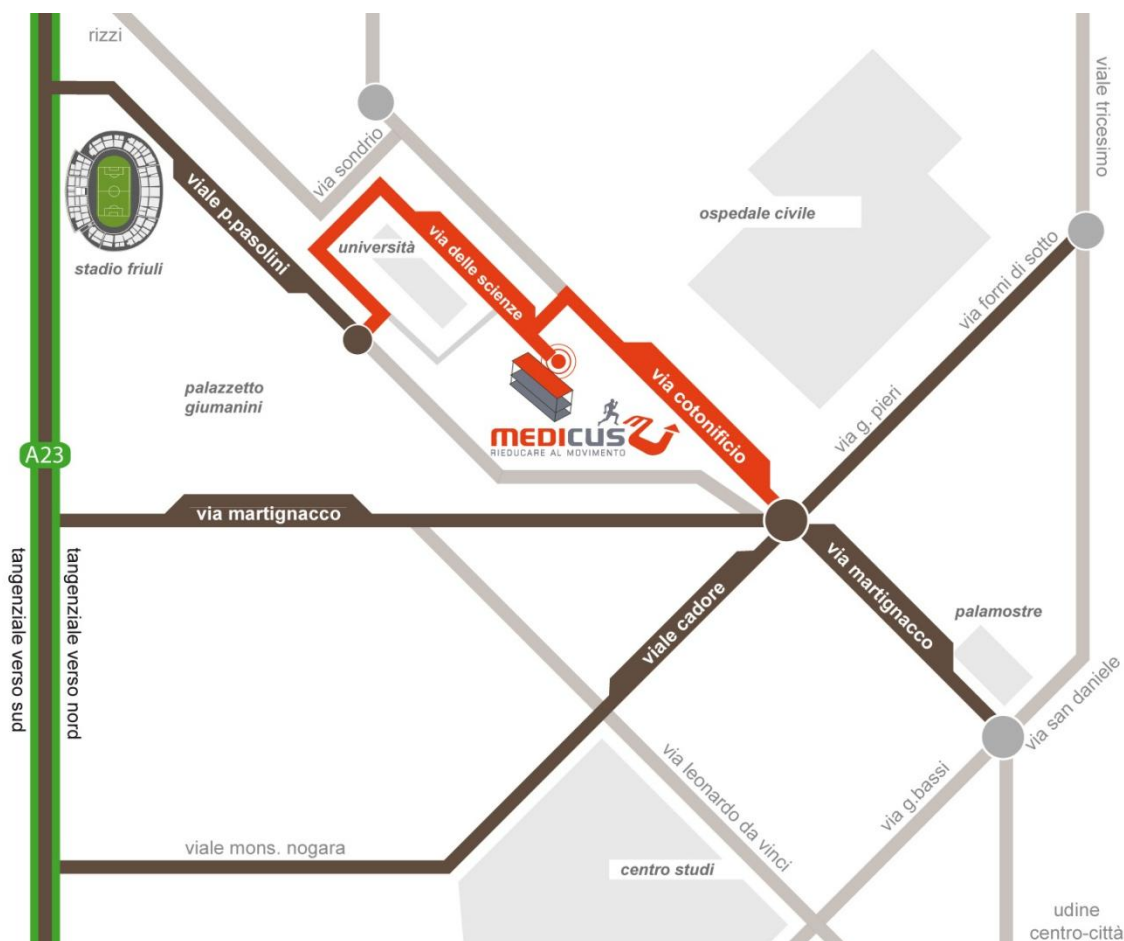 rizzi
viale tricesimo
via sondrio
viale p.pasolini
università
via delle scienze
ospedale civile
stadio friuli
via forni di sotto
palazzetto
giumanini
via cotonificio
via g. pieri
MEDICUS
RIEDUCARE AL MOVIMENTO
A23
via martignacco
tangenziale verso sud
tangenziale verso nord
viale cadore
via martignacco
palamostre
via san daniele
via leonardo da vinci
via g.bassi
viale mons. nogara
centro studi
udine
centro-città